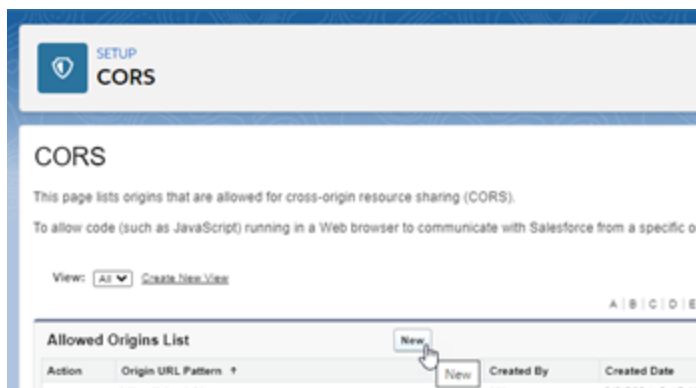 SETUP
CORS
CORS
This page lists origins that are allowed for cross-origin resource sharing (CORS).
To allow code (such as JavaScript) running in a Web browser to communicate with Salesforce from a specific o
View: All Create New View
A | B | C | D | E
Allowed Origins List New
New
Action Origin URL Pattern ↑ Created By Created Date